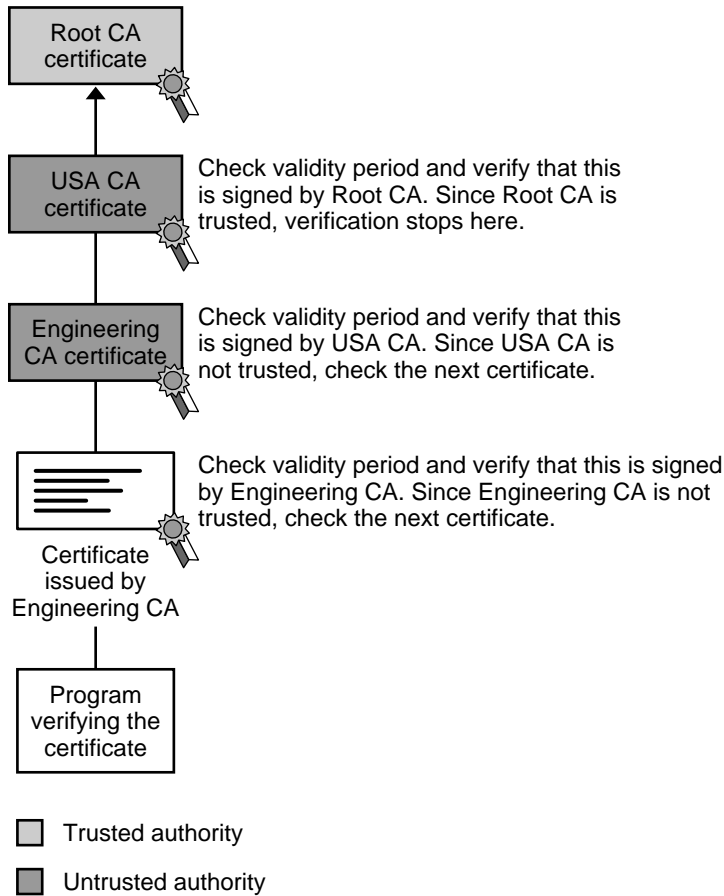 Root CA
certificate
USA CA
certificate
Check validity period and verify that this
is signed by Root CA. Since Root CA is
trusted, verification stops here.
Engineering
CA certificate
Check validity period and verify that this
is signed by USA CA. Since USA CA is
not trusted, check the next certificate.
Check validity period and verify that this is signed
by Engineering CA. Since Engineering CA is not
trusted, check the next certificate.
Certificate
issued by
Engineering CA
Program
verifying the
certificate
Trusted authority
Untrusted authority